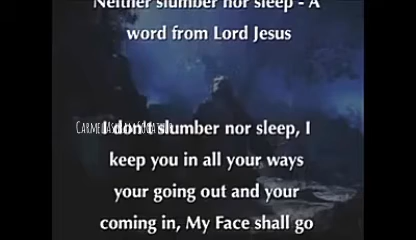 Neither slumber nor sleep - A
word from Lord Jesus
I don't slumber nor sleep, I
keep you in all your ways
your going out and your
coming in, My Face shall go